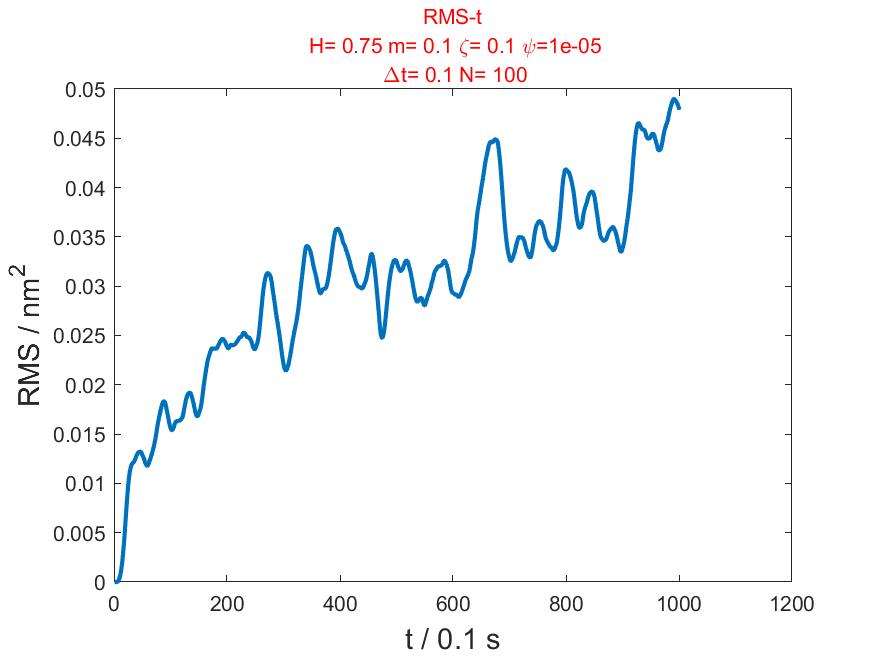 RMS-t
H= 0.75 m= 0.1 ζ= 0.1 ψ=1e-05
Δt= 0.1 N= 100
0.05
0.045
0.04
0.035
0.03
0.025
0.02
0.015
0.01
0.005
0
RMS / nm²
0 200 400 600 800 1000 1200
t / 0.1 s